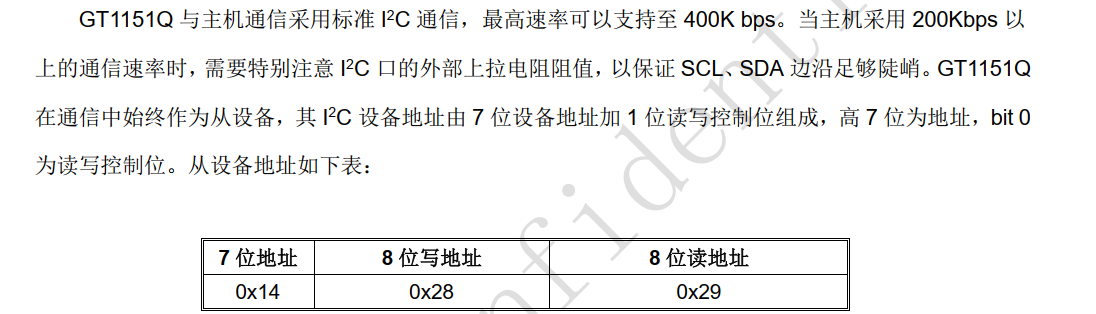 GT1151Q 与主机通信采用标准 I²C 通信，最高速率可以支持至 400K bps。当主机采用 200Kbps 以
上的通信速率时，需要特别注意 I²C 口的外部上拉电阻阻值，以保证 SCL、SDA 边沿足够陡峭。GT1151Q
在通信中始终作为从设备，其 I²C 设备地址由 7 位设备地址加 1 位读写控制位组成，高 7 位为地址，bit 0
为读写控制位。从设备地址如下表：
7 位地址 8 位写地址 8 位读地址
0x14 0x28 0x29
nfident